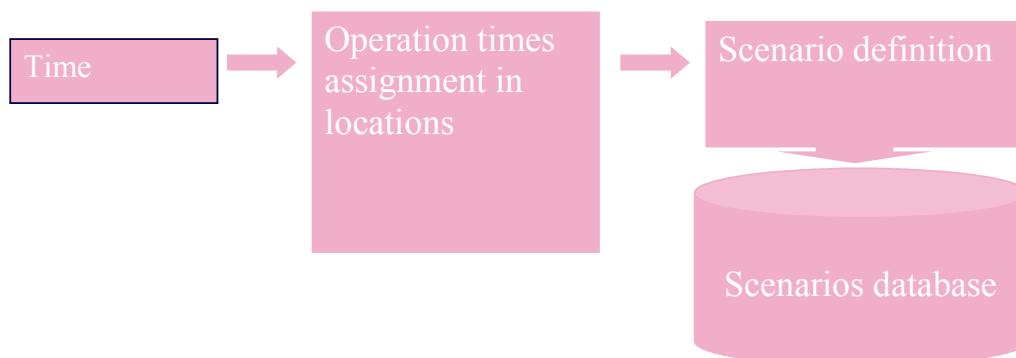 Time
Operation times
assignment in
locations
Scenario definition
Scenarios database